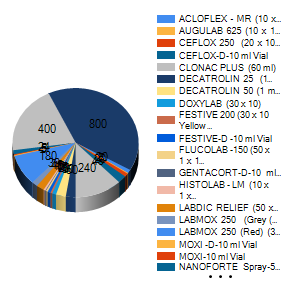 ACLOFLEX - MR (10 x...
AUGULAB 625 (10 x 1...
CEFLOX 250 (20 x 10...
CEFLOX-D-10 ml Vial
CLONAC PLUS (60 ml)
DECATROLIN 25 (1...
DECATROLIN 50 (1 m...
DOXYLAB (30 x 10)
FESTIVE 200 (30 x 10
Yellow...
FESTIVE-D -10 ml Vial
FLUCOLAB -150 (50 x
1 x 1...
GENTACORT-D-10 ml...
HISTOLAB - LM (10 x
1 x...
LABDIC RELIEF (50 x...
LABMOX 250 (Grey (...
LABMOX 250 (Red) (3...
MOXI -D-10 ml Vial
MOXI-10 ml Vial
NANOFORTE Spray-5...
• • •
800
400
180
240